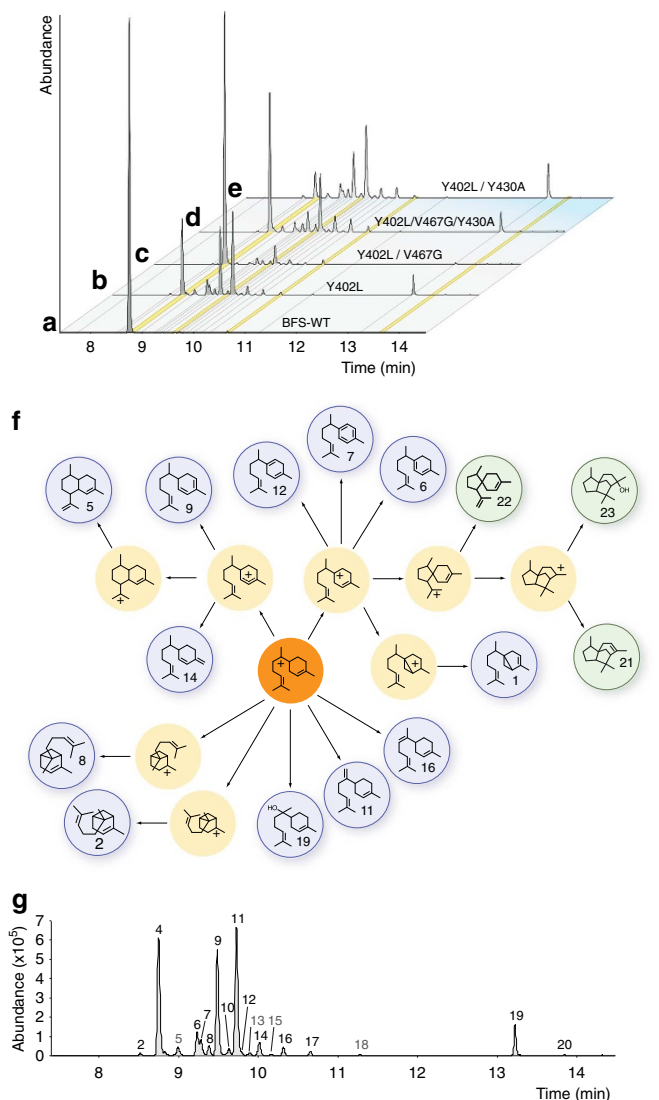 Abundance
e
Y402L / Y430A
d
Y402L/V467G/Y430A
c
Y402L / V467G
b
Y402L
a
BFS-WT
8 9 10 11 12 13 14
Time (min)
f
7
12
6
5
9
22
23
OH
+
+
+
+
+
14
+
+
1
21
8
+
16
2
+
HO
19
11
g
Abundance (x10⁵)
7
6
5
4
3
2
1
0
2
4
5
6
7
8
9
10
11
12
13
14
15
16
17
18
19
20
8 9 10 11 12 13 14
Time (min)